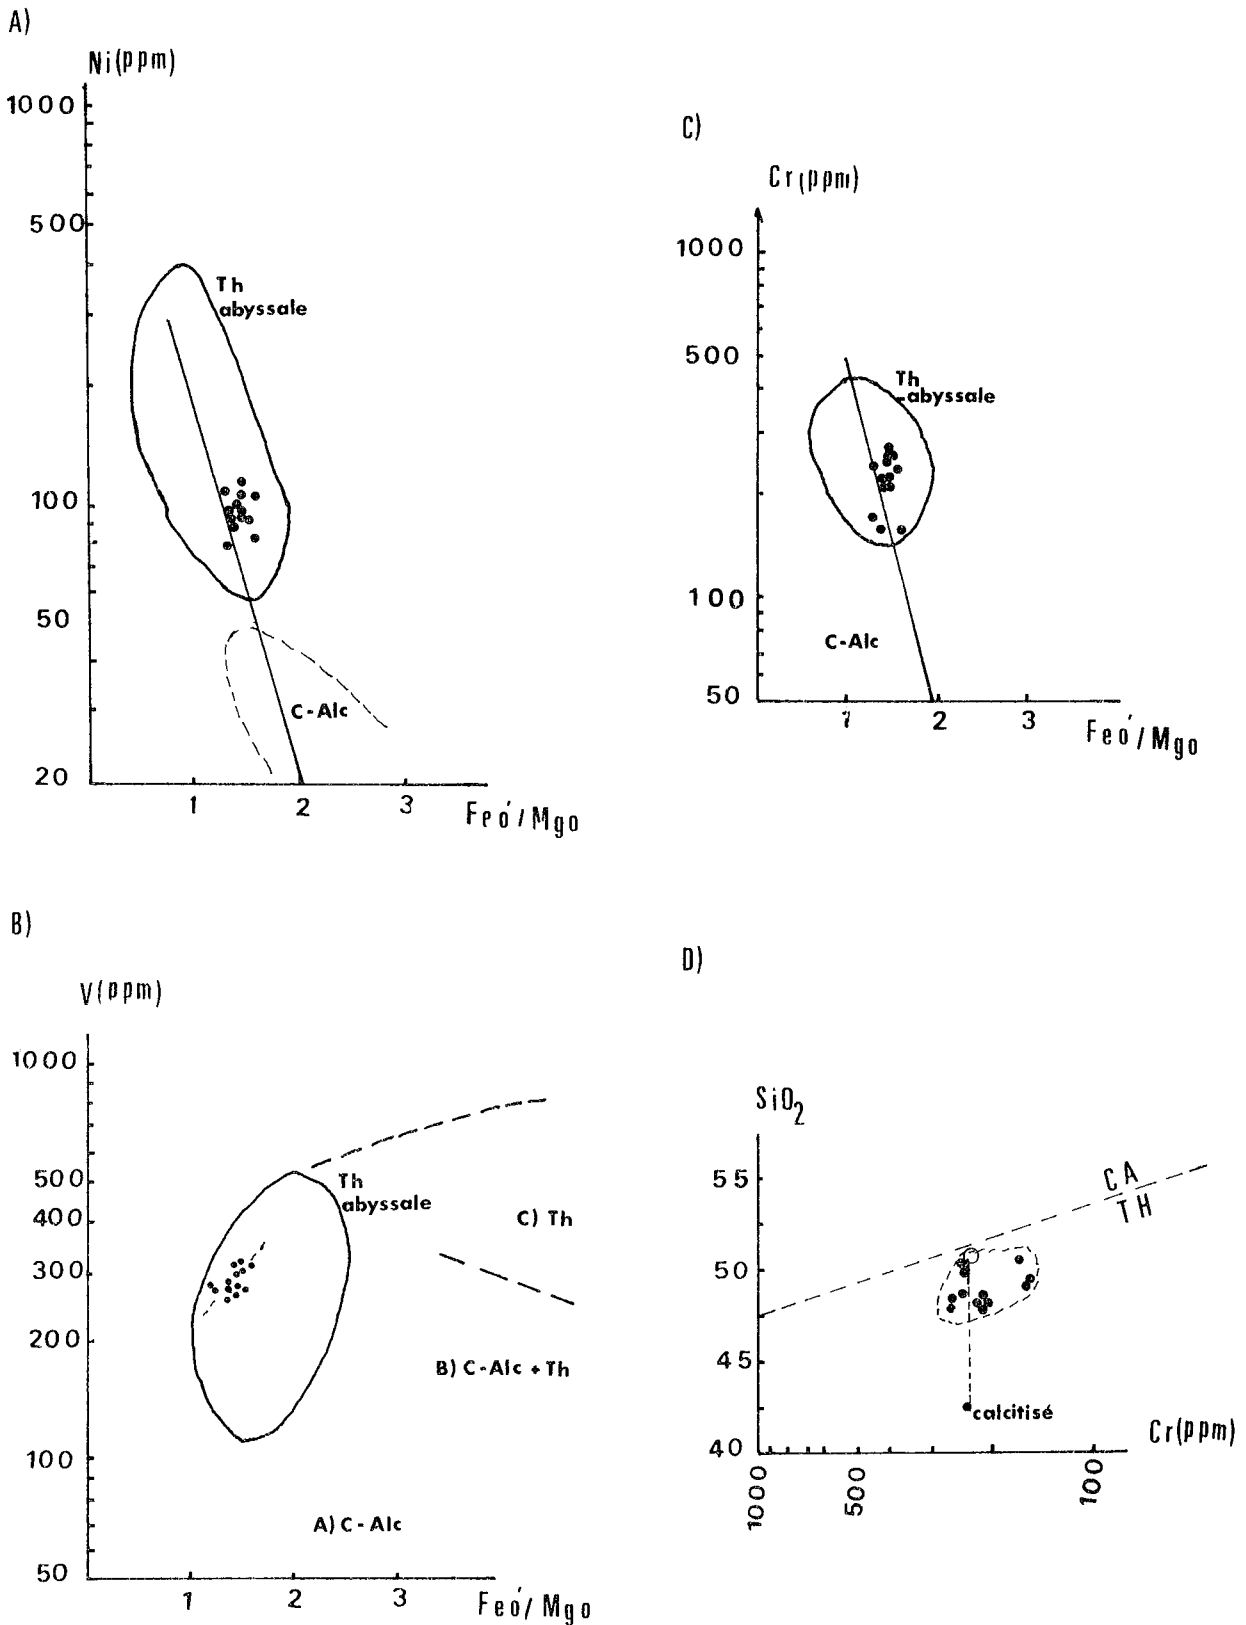 A)
Ni(ppm)
1000
500
100
50
20
Th
abyssale
C-Alc
1
2
3
Feó/Mgo
C)
Cr(ppm)
1000
500
100
50
Th
abyssale
C-Alc
1
2
3
Feó/Mgo
B)
V(ppm)
1000
500
400
300
200
100
50
Th
abyssale
C) Th
B) C-Alc + Th
A) C-Alc
1
2
3
Feó/Mgo
D)
SiO2
55
50
45
40
CA
TH
calcitisé
Cr(ppm)
1000
500
100